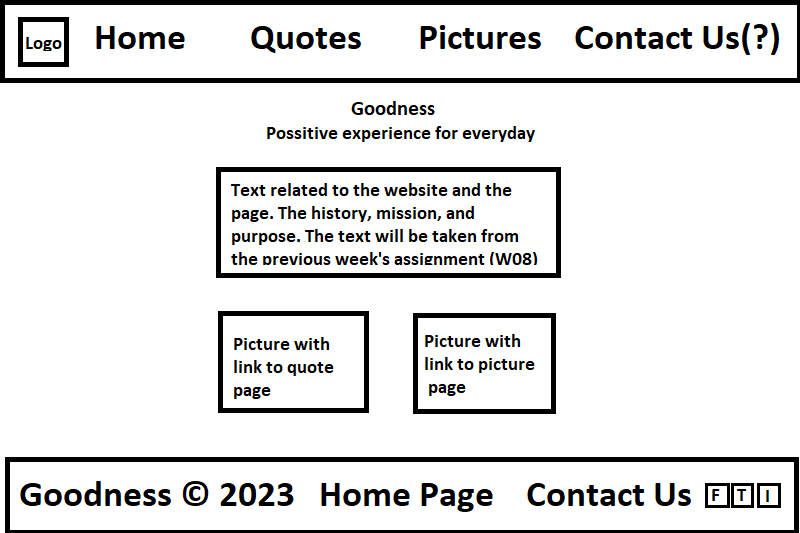 Logo Home Quotes Pictures Contact Us(?)
Goodness
Possitive experience for everyday
Text related to the website and the
page. The history, mission, and
purpose. The text will be taken from
the previous week's assignment (W08)
Picture with
link to quote
page
Picture with
link to picture
page
Goodness © 2023 Home Page Contact Us F T I